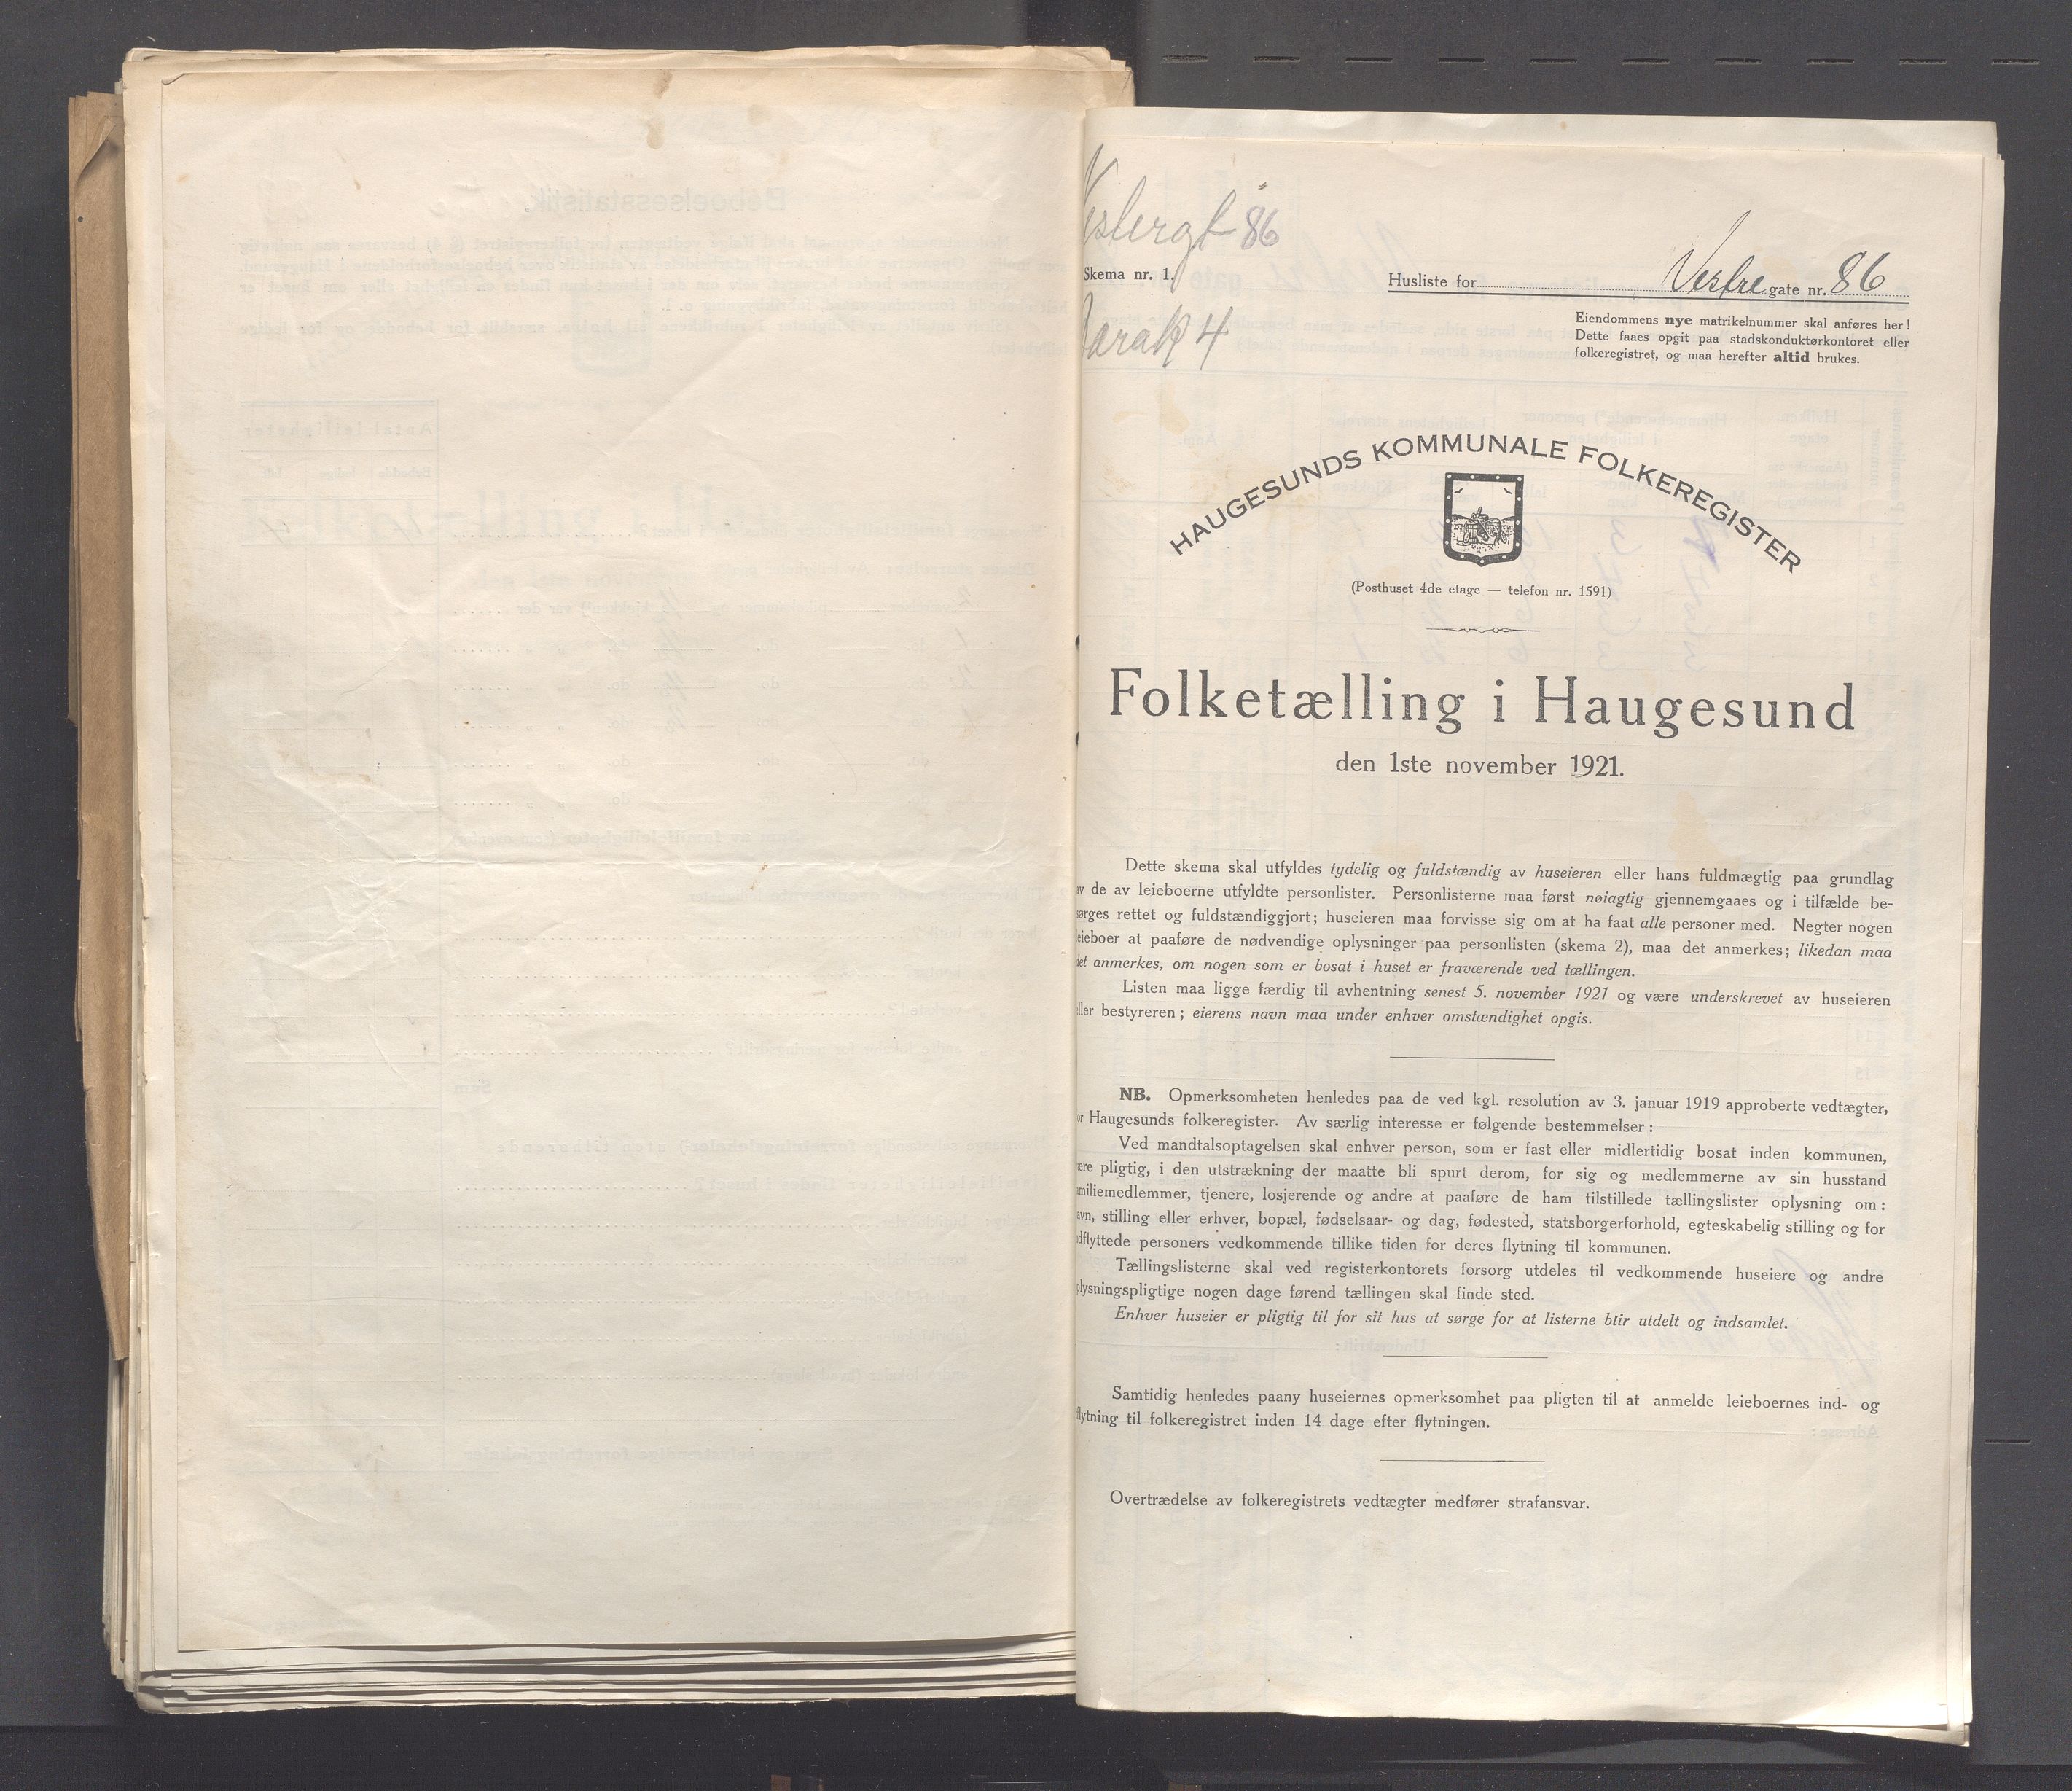 Vestergt 86
Skema nr. 1.
Husliste for Vestre gate nr. 86
Barak 4
Eiendommens nye matrikelnummer skal anføres her!
Dette faaes opgit paa stadskonduktørkontoret eller
folkeregistret, og maa herefter altid brukes.
HAUGESUNDS KOMMUNALE FOLKEREGISTER
(Posthuset 4de etage — telefon nr. 1591)
Folketælling i Haugesund
den 1ste november 1921.
Dette skema skal utfyldes tydelig og fuldstændig av huseieren eller hans fuldmægtig paa grundlag
av de av leieboerne utfyldte personlister. Personlisterne maa først nøiagtig gjennemgaaes og i tilfælde be-
sørges rettet og fuldstændiggjort; huseieren maa forvisse sig om at ha faat alle personer med. Negter nogen
leieboer at paaføre de nødvendige oplysninger paa personlisten (skema 2), maa det anmerkes; likedan maa
det anmerkes, om nogen som er bosat i huset er fraværende ved tællingen.
Listen maa ligge færdig til avhentning senest 5. november 1921 og være underskrevet av huseieren
eller bestyreren; eierens navn maa under enhver omstændighet opgis.
NB. Opmerksomheten henledes paa de ved kgl. resolution av 3. januar 1919 approberte vedtægter,
or Haugesunds folkeregister. Av særlig interesse er følgende bestemmelser:
Ved mandtalsoptagelsen skal enhver person, som er fast eller midlertidig bosat inden kommunen,
ære pligtig, i den utstrækning der maatte bli spurt derom, for sig og medlemmerne av sin husstand
amiliemedlemmer, tjenere, losjerende og andre at paaføre de ham tilstillede tællingslister oplysning om:
avn, stilling eller erhver, bopæl, fødselsaar- og dag, fødested, statsborgerforhold, egteskabelig stilling og for
dflyttede personers vedkommende tillike tiden for deres flytning til kommunen.
Tællingslisterne skal ved registerkontorets forsorg utdeles til vedkommende huseiere og andre
plysningspligtige nogen dage førend tællingen skal finde sted.
Enhver huseier er pligtig til for sit hus at sørge for at listerne blir utdelt og indsamlet.
Samtidig henledes paany huseiernes opmerksomhet paa pligten til at anmelde leieboernes ind- og
flytning til folkeregistret inden 14 dage efter flytningen.
Overtrædelse av folkeregistrets vedtægter medfører strafansvar.